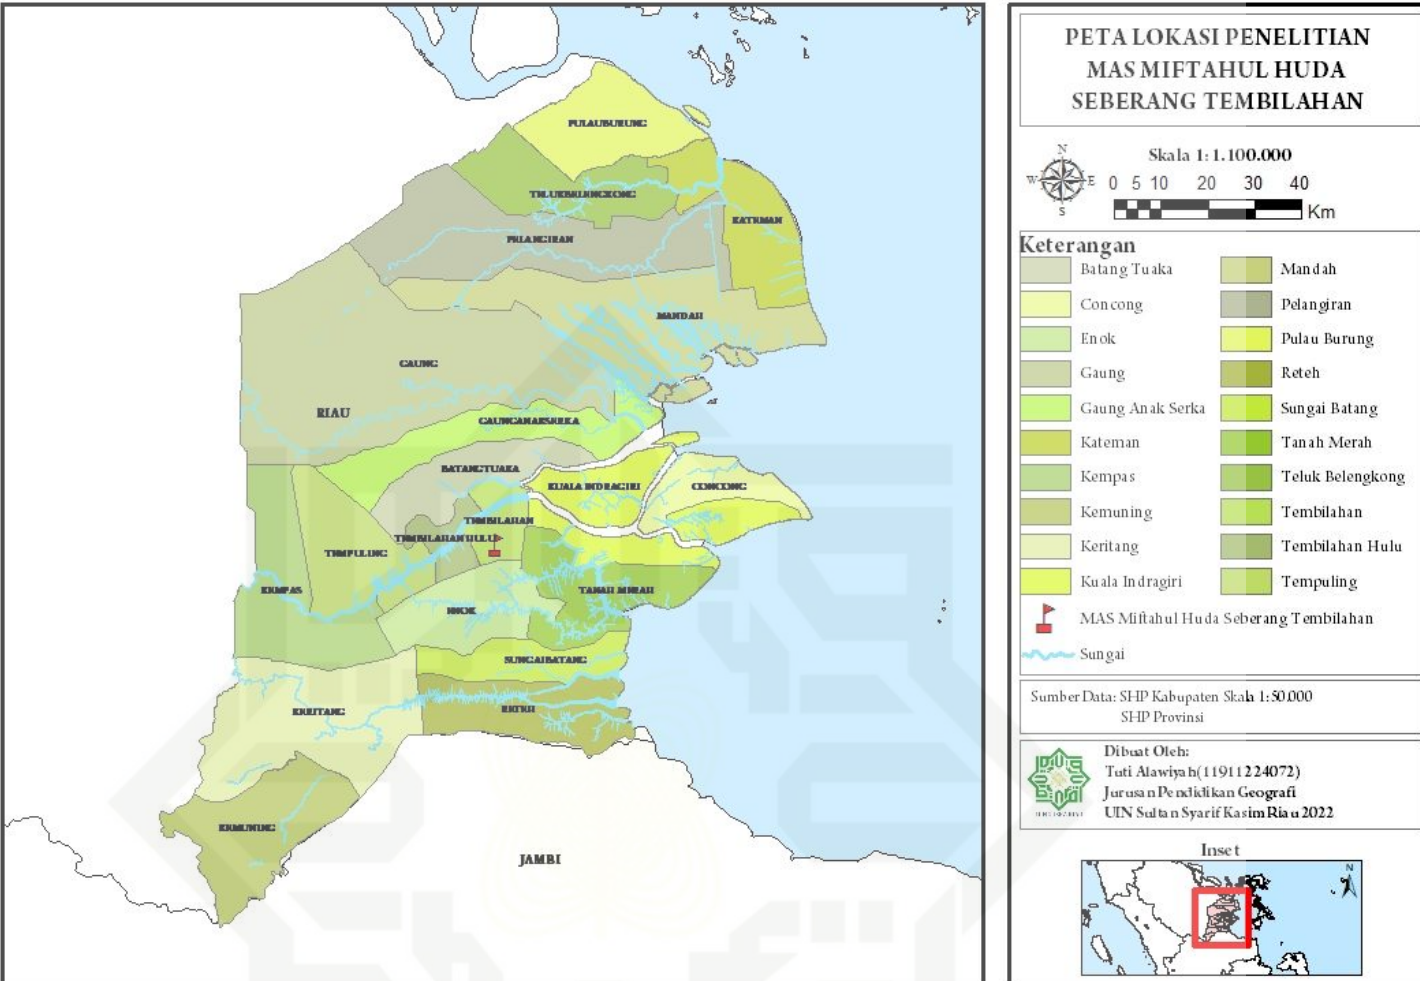 PULAUBURUNG
TELUKBELENGKONG
KATEMAN
PELANGIRAN
MANDAH
GAUNG
RIAU
GAUNGANAKSERKA
BATANGTUAKA
KUALA INDRAGIRI
CONCONG
TEMBILAHAN
TEMBILAHAN HULU
TEMPULING
KEMPAS
TANAH MERAH
ENOK
SUNGAIBATANG
RETEH
KERITANG
KEMUNING
JAMBI
PETA LOKASI PENELITIAN
MAS MIFTAHUL HUDA
SEBERANG TEMBILAHAN
N
W E
S
Skala 1: 1.100.000
0 5 10 20 30 40
Km
Keterangan
Batang Tuaka
Concong
Enok
Gaung
Gaung Anak Serka
Kateman
Kempas
Kemuning
Keritang
Kuala Indragiri
Mandah
Pelangiran
Pulau Burung
Reteh
Sungai Batang
Tanah Merah
Teluk Belengkong
Tembilahan
Tembilahan Hulu
Tempuling
MAS Miftahul Huda Seberang Tembilahan
Sungai
Sumber Data: SHP Kabupaten Skala 1:50.000
SHP Provinsi
Dibuat Oleh:
Tuti Alawiyah(11911224072)
Jurusan Pendidikan Geografi
UIN Sultan Syarif Kasim Riau 2022
Inset
N